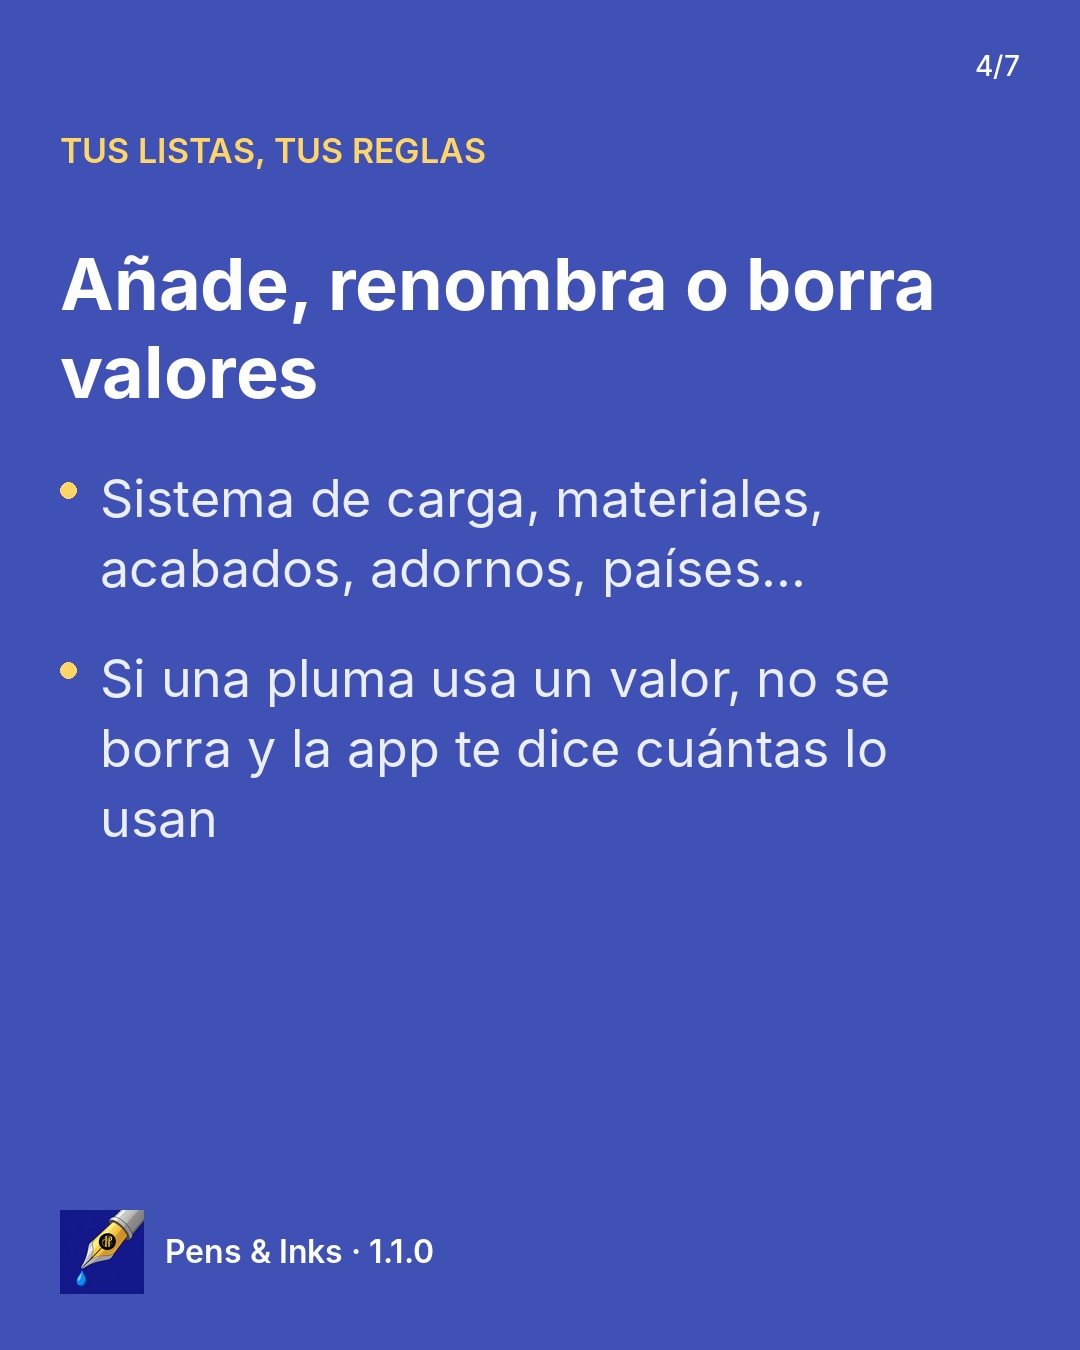 4/7
TUS LISTAS, TUS REGLAS
Añade, renombra o borra
valores
• Sistema de carga, materiales,
acabados, adornos, países...
• Si una pluma usa un valor, no se
borra y la app te dice cuántas lo
usan
Pens & Inks · 1.1.0